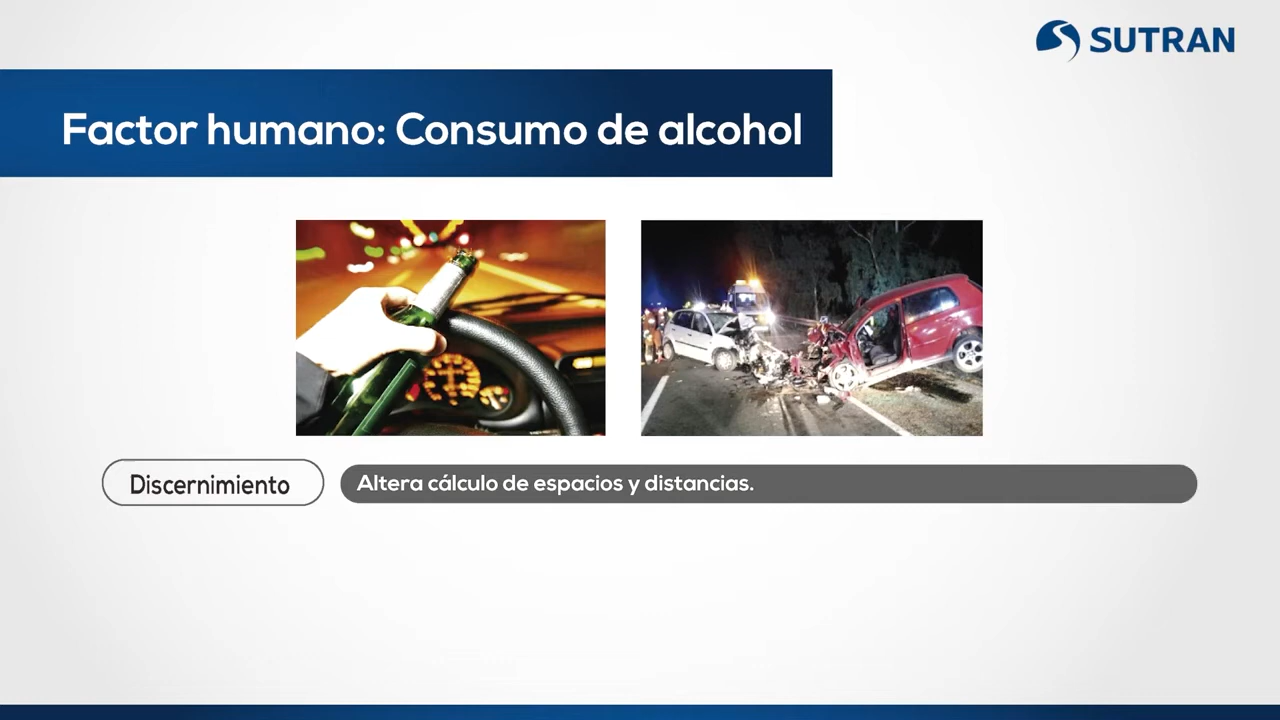 SUTRAN
Factor humano: Consumo de alcohol
Discernimiento
Altera cálculo de espacios y distancias.